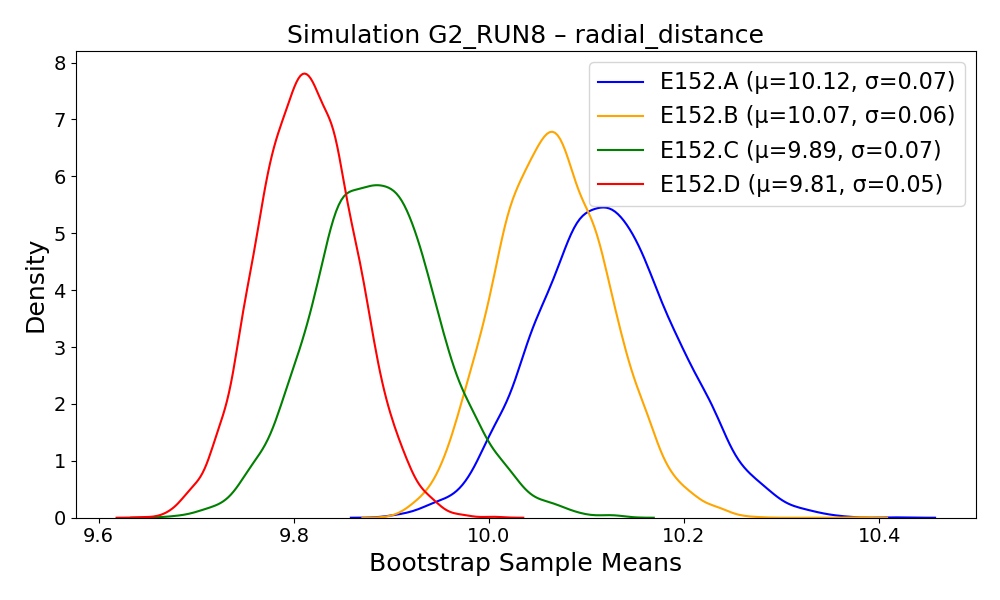 Simulation G2_RUN8 – radial_distance
E152.A (μ=10.12, σ=0.07)
E152.B (μ=10.07, σ=0.06)
E152.C (μ=9.89, σ=0.07)
E152.D (μ=9.81, σ=0.05)
Density
8
7
6
5
4
3
2
1
0
9.6 9.8 10.0 10.2 10.4
Bootstrap Sample Means